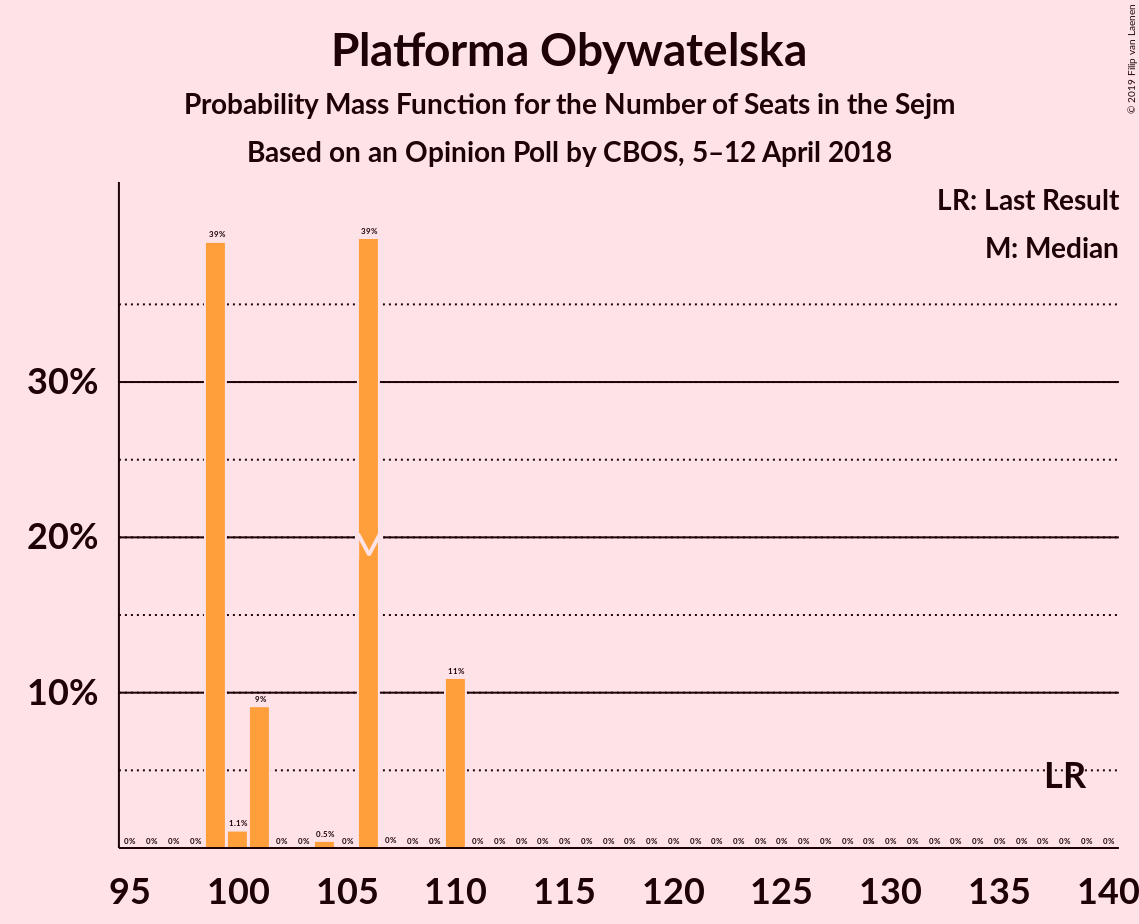 Platforma Obywatelska
Probability Mass Function for the Number of Seats in the Sejm
Based on an Opinion Poll by CBOS, 5–12 April 2018
© 2019 Filip van Laenen
LR: Last Result
M: Median
39%
39%
30%
20%
M
11%
10%
9%
LR
1.1%
0.5%
0% 0% 0% 0% 0% 0% 0% 0% 0% 0% 0% 0% 0% 0% 0% 0% 0% 0% 0% 0% 0% 0% 0% 0% 0% 0% 0% 0% 0% 0% 0% 0% 0% 0% 0% 0% 0% 0% 0% 0%
95 100 105 110 115 120 125 130 135 140